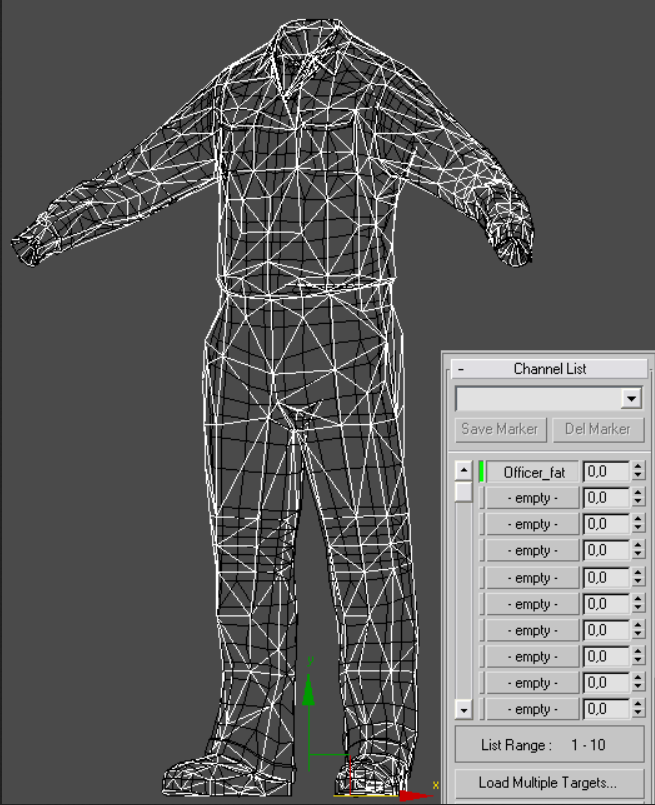 - Channel List
Save Marker Del Marker
Officer_fat 0,0
- empty - 0,0
- empty - 0,0
- empty - 0,0
- empty - 0,0
- empty - 0,0
- empty - 0,0
- empty - 0,0
- empty - 0,0
- empty - 0,0
List Range : 1 - 10
Load Multiple Targets...
y
x